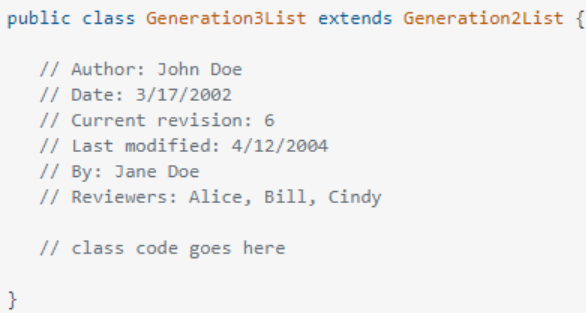 public class Generation3List extends Generation2List {
// Author: John Doe
// Date: 3/17/2002
// Current revision: 6
// Last modified: 4/12/2004
// By: Jane Doe
// Reviewers: Alice, Bill, Cindy
// class code goes here
}